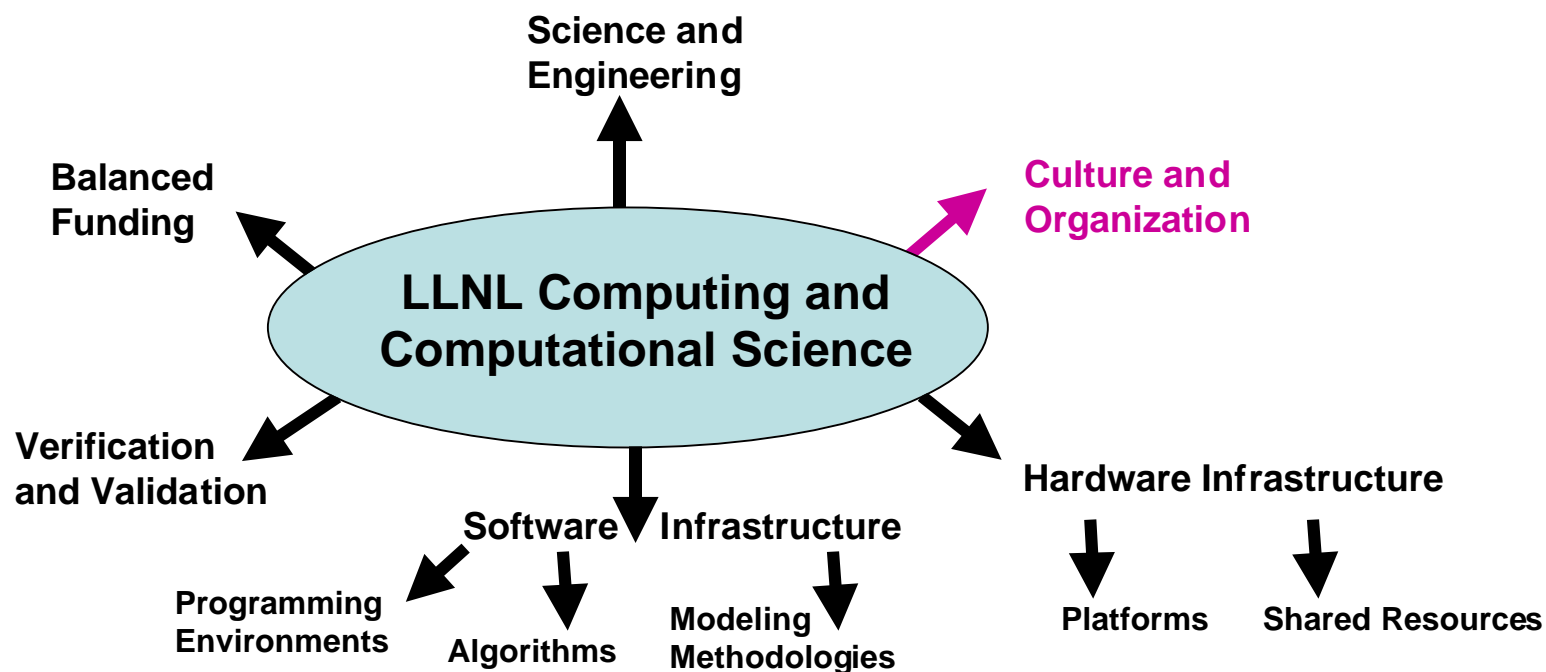 Science and
Engineering
Balanced
Funding
Culture and
Organization
LLNL Computing and
Computational Science
Verification
and Validation
Hardware Infrastructure
Software Infrastructure
Programming
Environments
Algorithms
Modeling
Methodologies
Platforms
Shared Resources